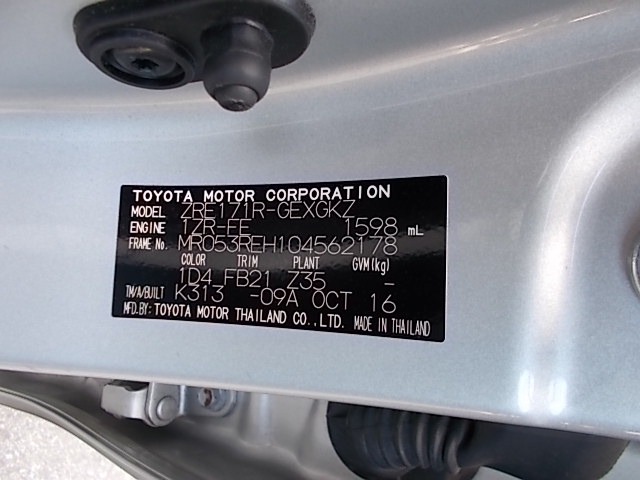 TOYOTA MOTOR CORPORATION
MODEL ZRE171R-GEXGKZ
ENGINE 1ZR-FE 1598 mL
FRAME No. MR053REH104562178
COLOR TRIM PLANT GVM(kg)
1D4 FB21 Z35 -
TM/A/BUILT K313 -09A OCT 16
MFD.BY: TOYOTA MOTOR THAILAND CO.,LTD. MADE IN THAILAND